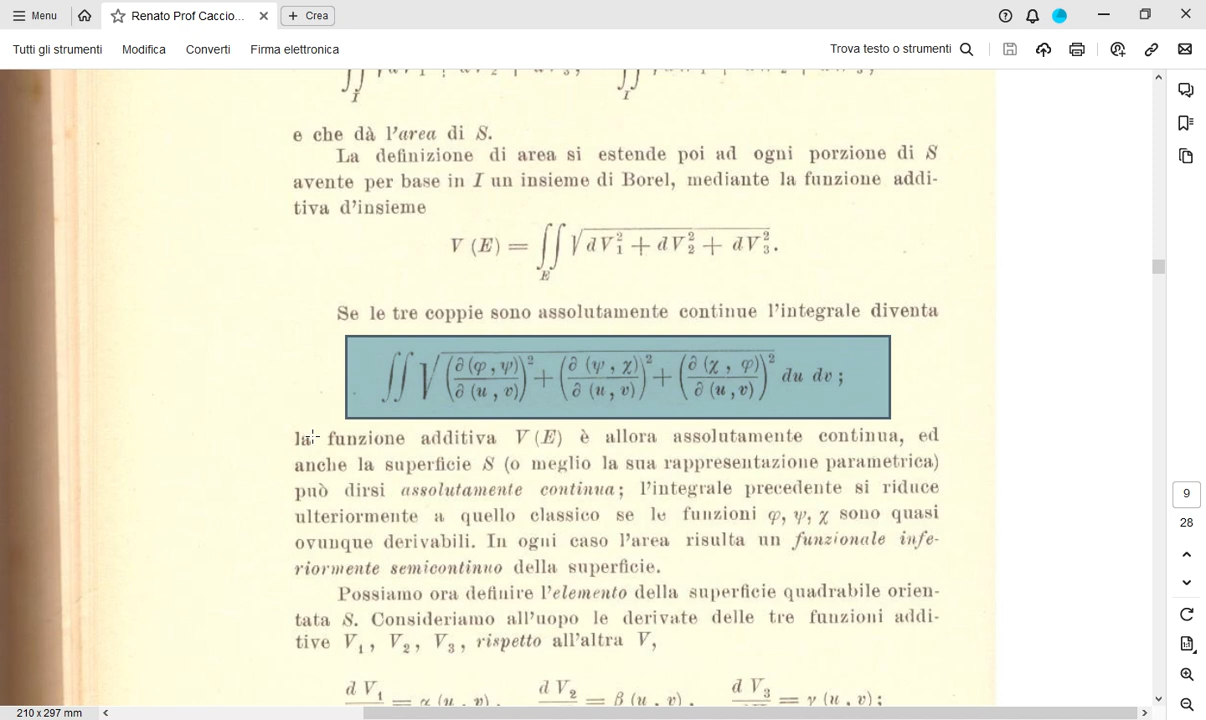 Menu Renato Prof Caccio... Crea
Tutti gli strumenti Modifica Converti Firma elettronica Trova testo o strumenti
e che dà l'area di S.
La definizione di area si estende poi ad ogni porzione di S
avente per base in I un insieme di Borel, mediante la funzione addi-
tiva d'insieme
V (E) = ∬_E √(dV₁² + dV₂² + dV₃²).
Se le tre coppie sono assolutamente continue l'integrale diventa
∬ √((∂ (φ , ψ)/∂ (u , v))² + (∂ (ψ , χ)/∂ (u , v))² + (∂ (χ , φ)/∂ (u , v))²) du dv ;
la funzione additiva V (E) è allora assolutamente continua, ed
anche la superficie S (o meglio la sua rappresentazione parametrica)
può dirsi assolutamente continua; l'integrale precedente si riduce
ulteriormente a quello classico se le funzioni φ, ψ, χ sono quasi
ovunque derivabili. In ogni caso l'area risulta un funzionale infe-
riormente semicontinuo della superficie.
Possiamo ora definire l'elemento della superficie quadrabile orien-
tata S. Consideriamo all'uopo le derivate delle tre funzioni addi-
tive V₁, V₂, V₃, rispetto all'altra V,
d V₁ = α (u , v), d V₂ = β (u , v), d V₃ = γ (u , v);
9
28
210 x 297 mm